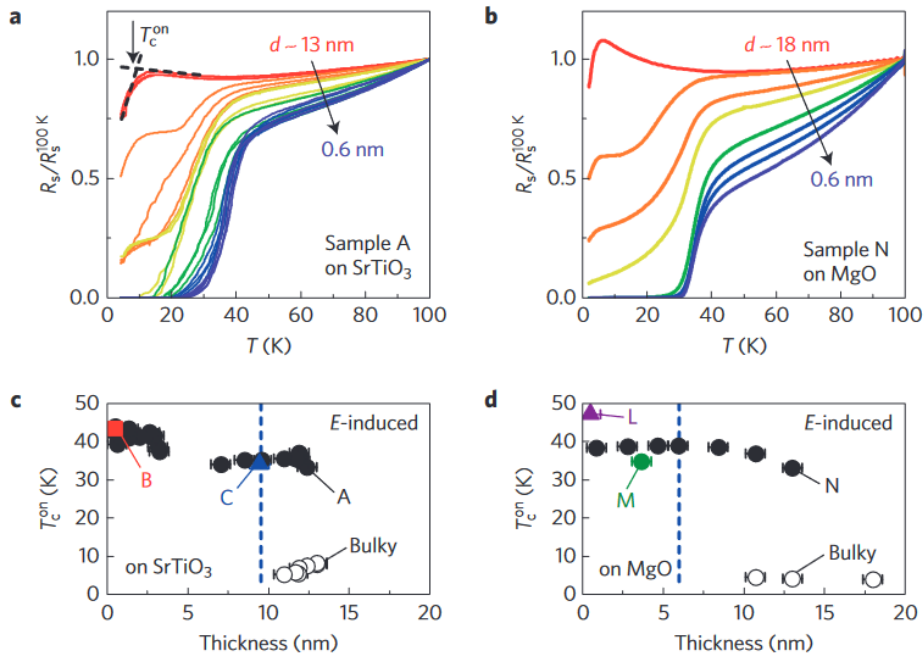 a
T_c^on
d ~ 13 nm
0.6 nm
Sample A
on SrTiO3
R_s/R_s^100 K
1.0
0.5
0.0
0 20 40 60 80 100
T (K)
b
d ~ 18 nm
0.6 nm
Sample N
on MgO
R_s/R_s^100 K
1.0
0.5
0.0
0 20 40 60 80 100
T (K)
c
E-induced
B
C
A
Bulky
on SrTiO3
T_c^on (K)
50
40
30
20
10
0
0 5 10 15 20
Thickness (nm)
d
L
E-induced
M
N
Bulky
on MgO
T_c^on (K)
50
40
30
20
10
0
0 5 10 15 20
Thickness (nm)